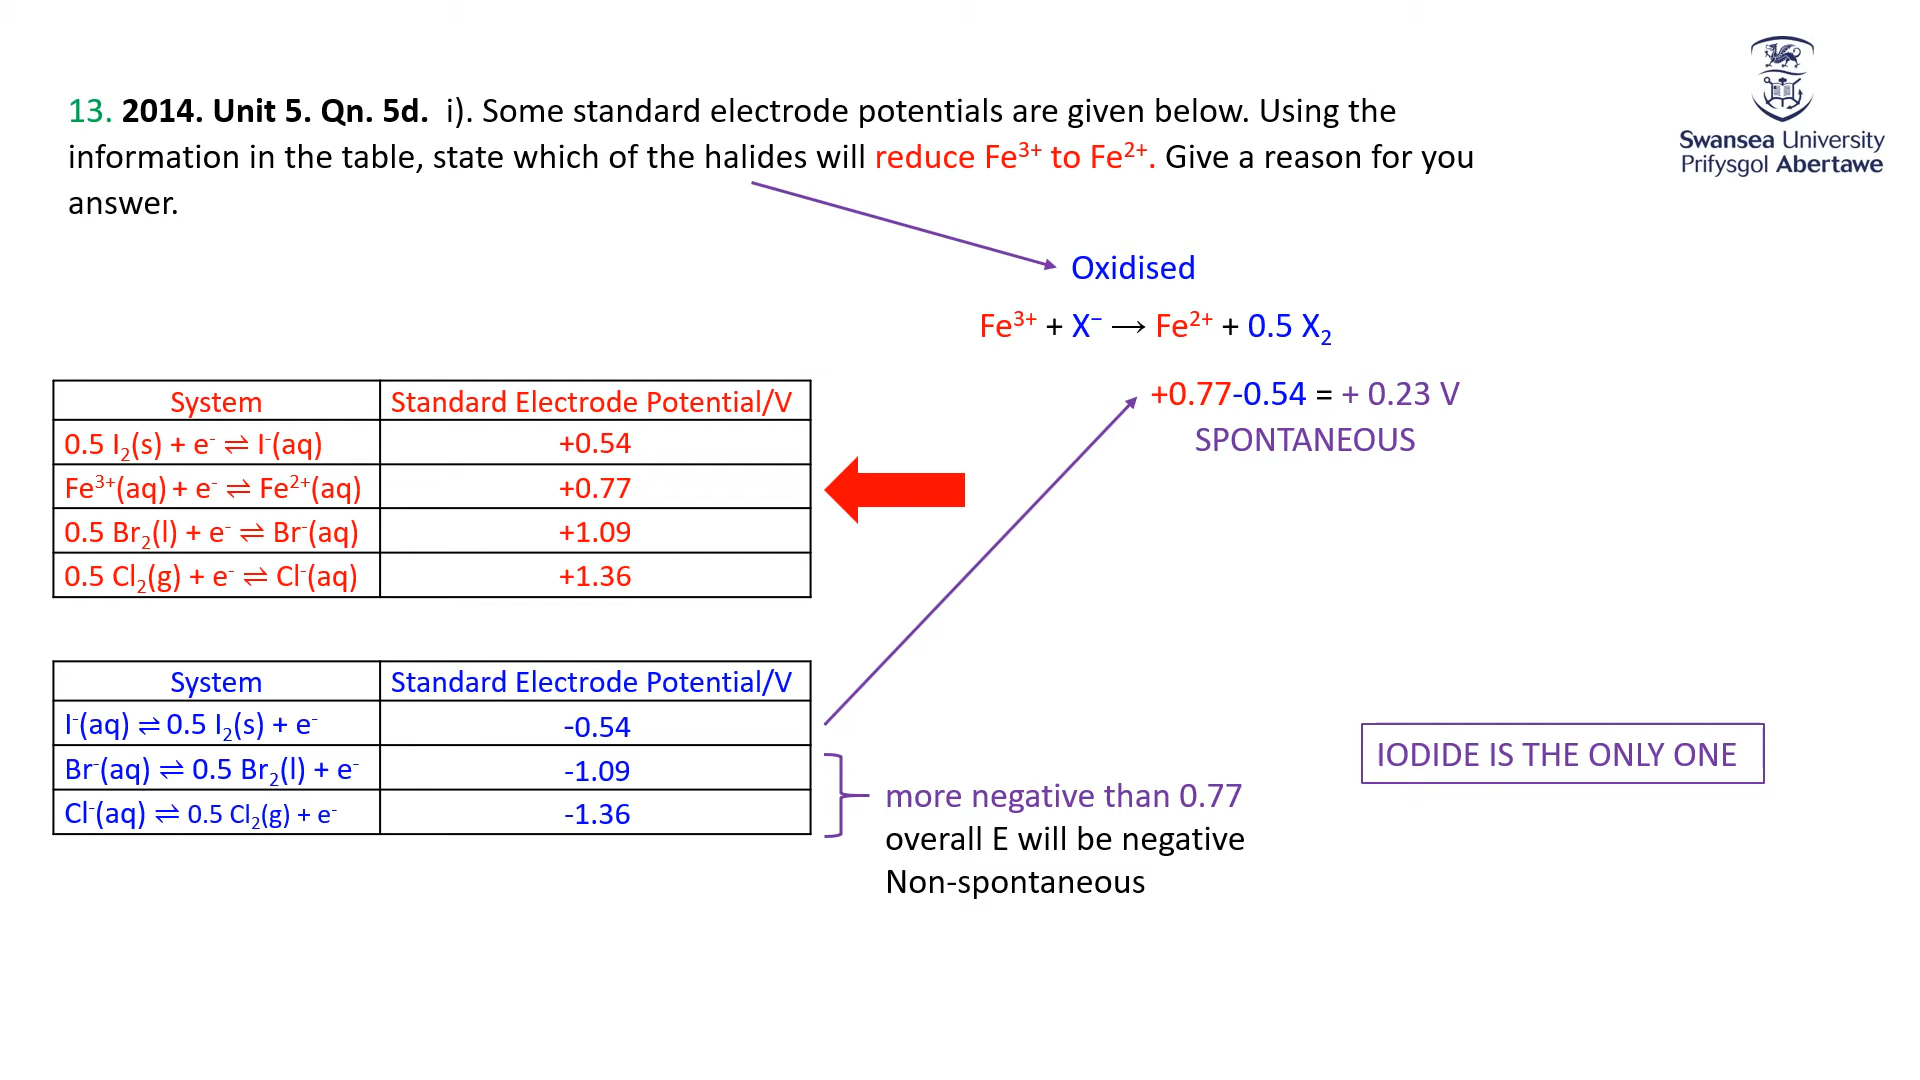 13. 2014. Unit 5. Qn. 5d. i). Some standard electrode potentials are given below. Using the
information in the table, state which of the halides will reduce Fe³⁺ to Fe²⁺. Give a reason for you
answer.
Swansea University
Prifysgol Abertawe
Oxidised
Fe³⁺ + X⁻ → Fe²⁺ + 0.5 X₂
+0.77-0.54 = + 0.23 V
SPONTANEOUS
System Standard Electrode Potential/V
0.5 I₂(s) + e⁻ ⇌ I⁻(aq) +0.54
Fe³⁺(aq) + e⁻ ⇌ Fe²⁺(aq) +0.77
0.5 Br₂(l) + e⁻ ⇌ Br⁻(aq) +1.09
0.5 Cl₂(g) + e⁻ ⇌ Cl⁻(aq) +1.36
System Standard Electrode Potential/V
I⁻(aq) ⇌ 0.5 I₂(s) + e⁻ -0.54
Br⁻(aq) ⇌ 0.5 Br₂(l) + e⁻ -1.09
Cl⁻(aq) ⇌ 0.5 Cl₂(g) + e⁻ -1.36
more negative than 0.77
overall E will be negative
Non-spontaneous
IODIDE IS THE ONLY ONE